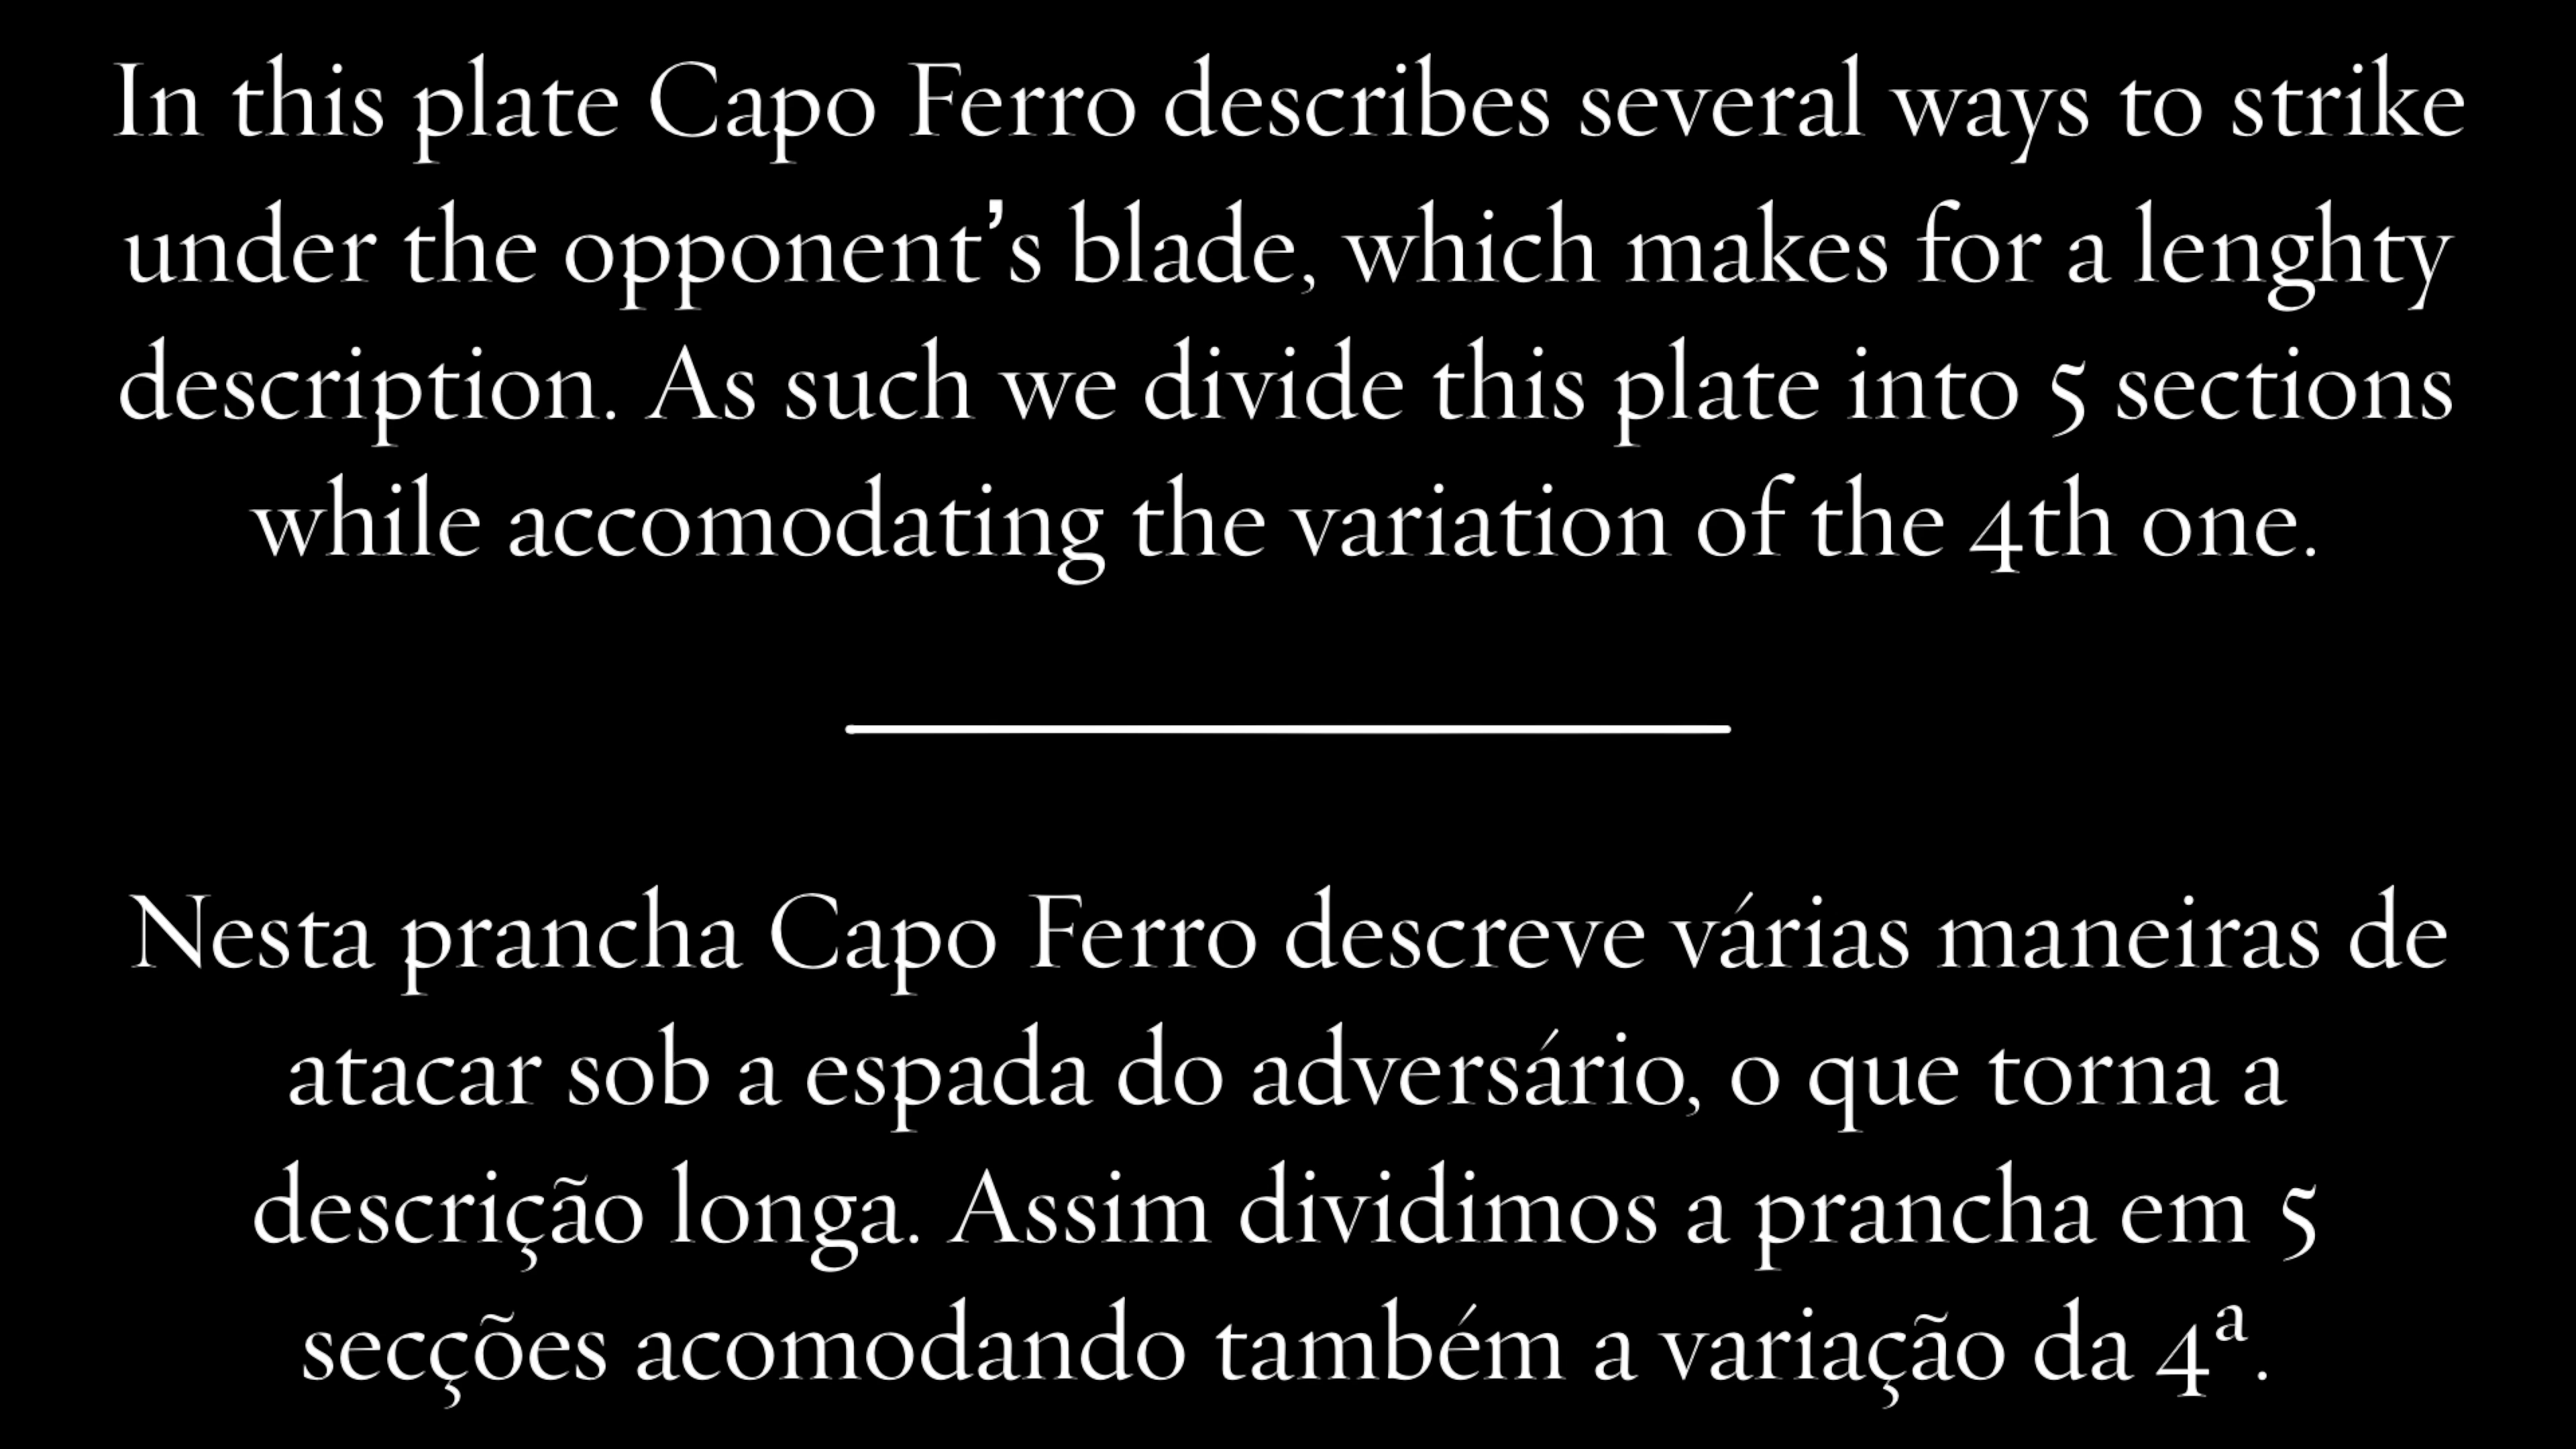 In this plate Capo Ferro describes several ways to strike
under the opponent’s blade, which makes for a lenghty
description. As such we divide this plate into 5 sections
while accomodating the variation of the 4th one.
Nesta prancha Capo Ferro descreve várias maneiras de
atacar sob a espada do adversário, o que torna a
descrição longa. Assim dividimos a prancha em 5
secções acomodando também a variação da 4ª.